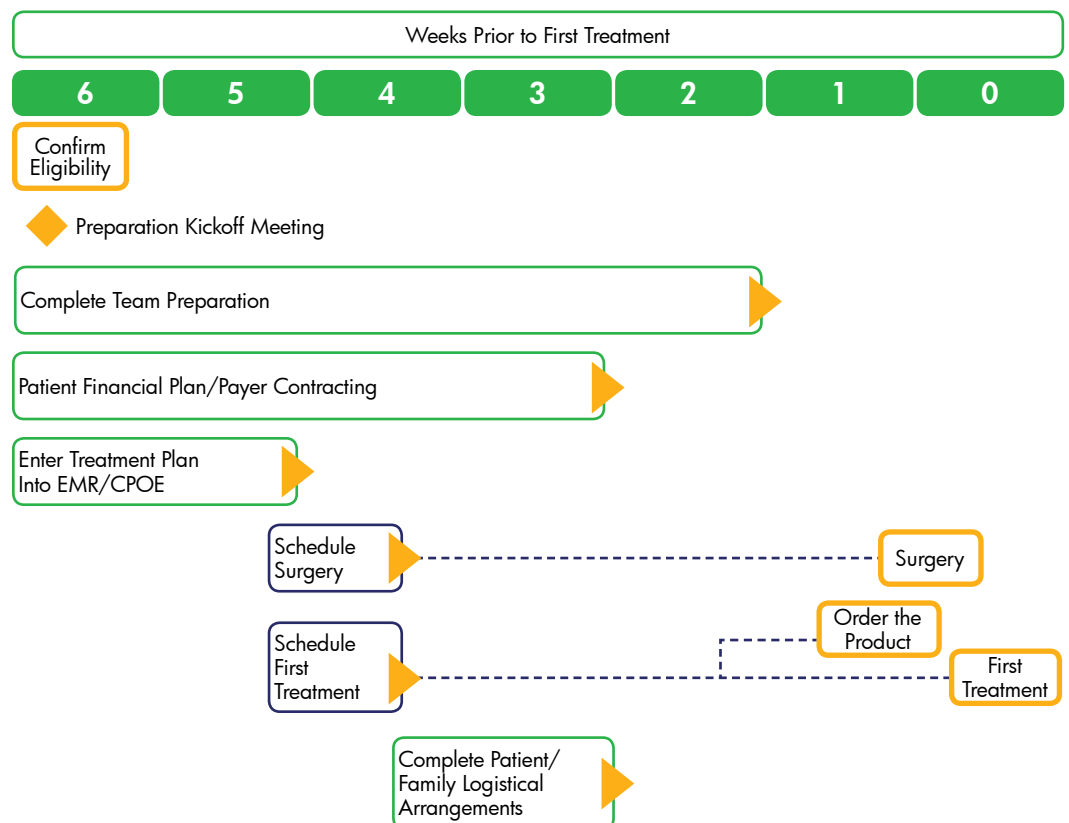 Weeks Prior to First Treatment
6 5 4 3 2 1 0
Confirm
Eligibility
Preparation Kickoff Meeting
Complete Team Preparation
Patient Financial Plan/Payer Contracting
Enter Treatment Plan
Into EMR/CPOE
Schedule
Surgery
Surgery
Order the
Product
Schedule
First
Treatment
First
Treatment
Complete Patient/
Family Logistical
Arrangements